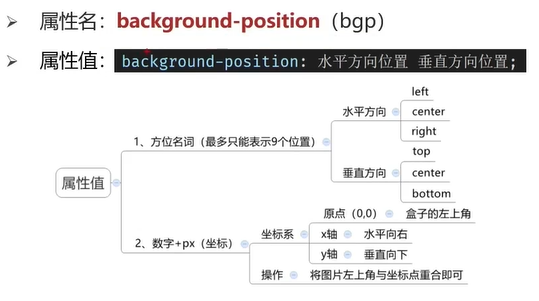 属性名：background-position（bgp）
属性值：background-position: 水平方向位置 垂直方向位置;
属性值
1、方位名词（最多只能表示9个位置）
水平方向
left
center
right
垂直方向
top
center
bottom
2、数字+px（坐标）
坐标系
原点（0,0） 盒子的左上角
x轴 水平向右
y轴 垂直向下
操作 将图片左上角与坐标点重合即可